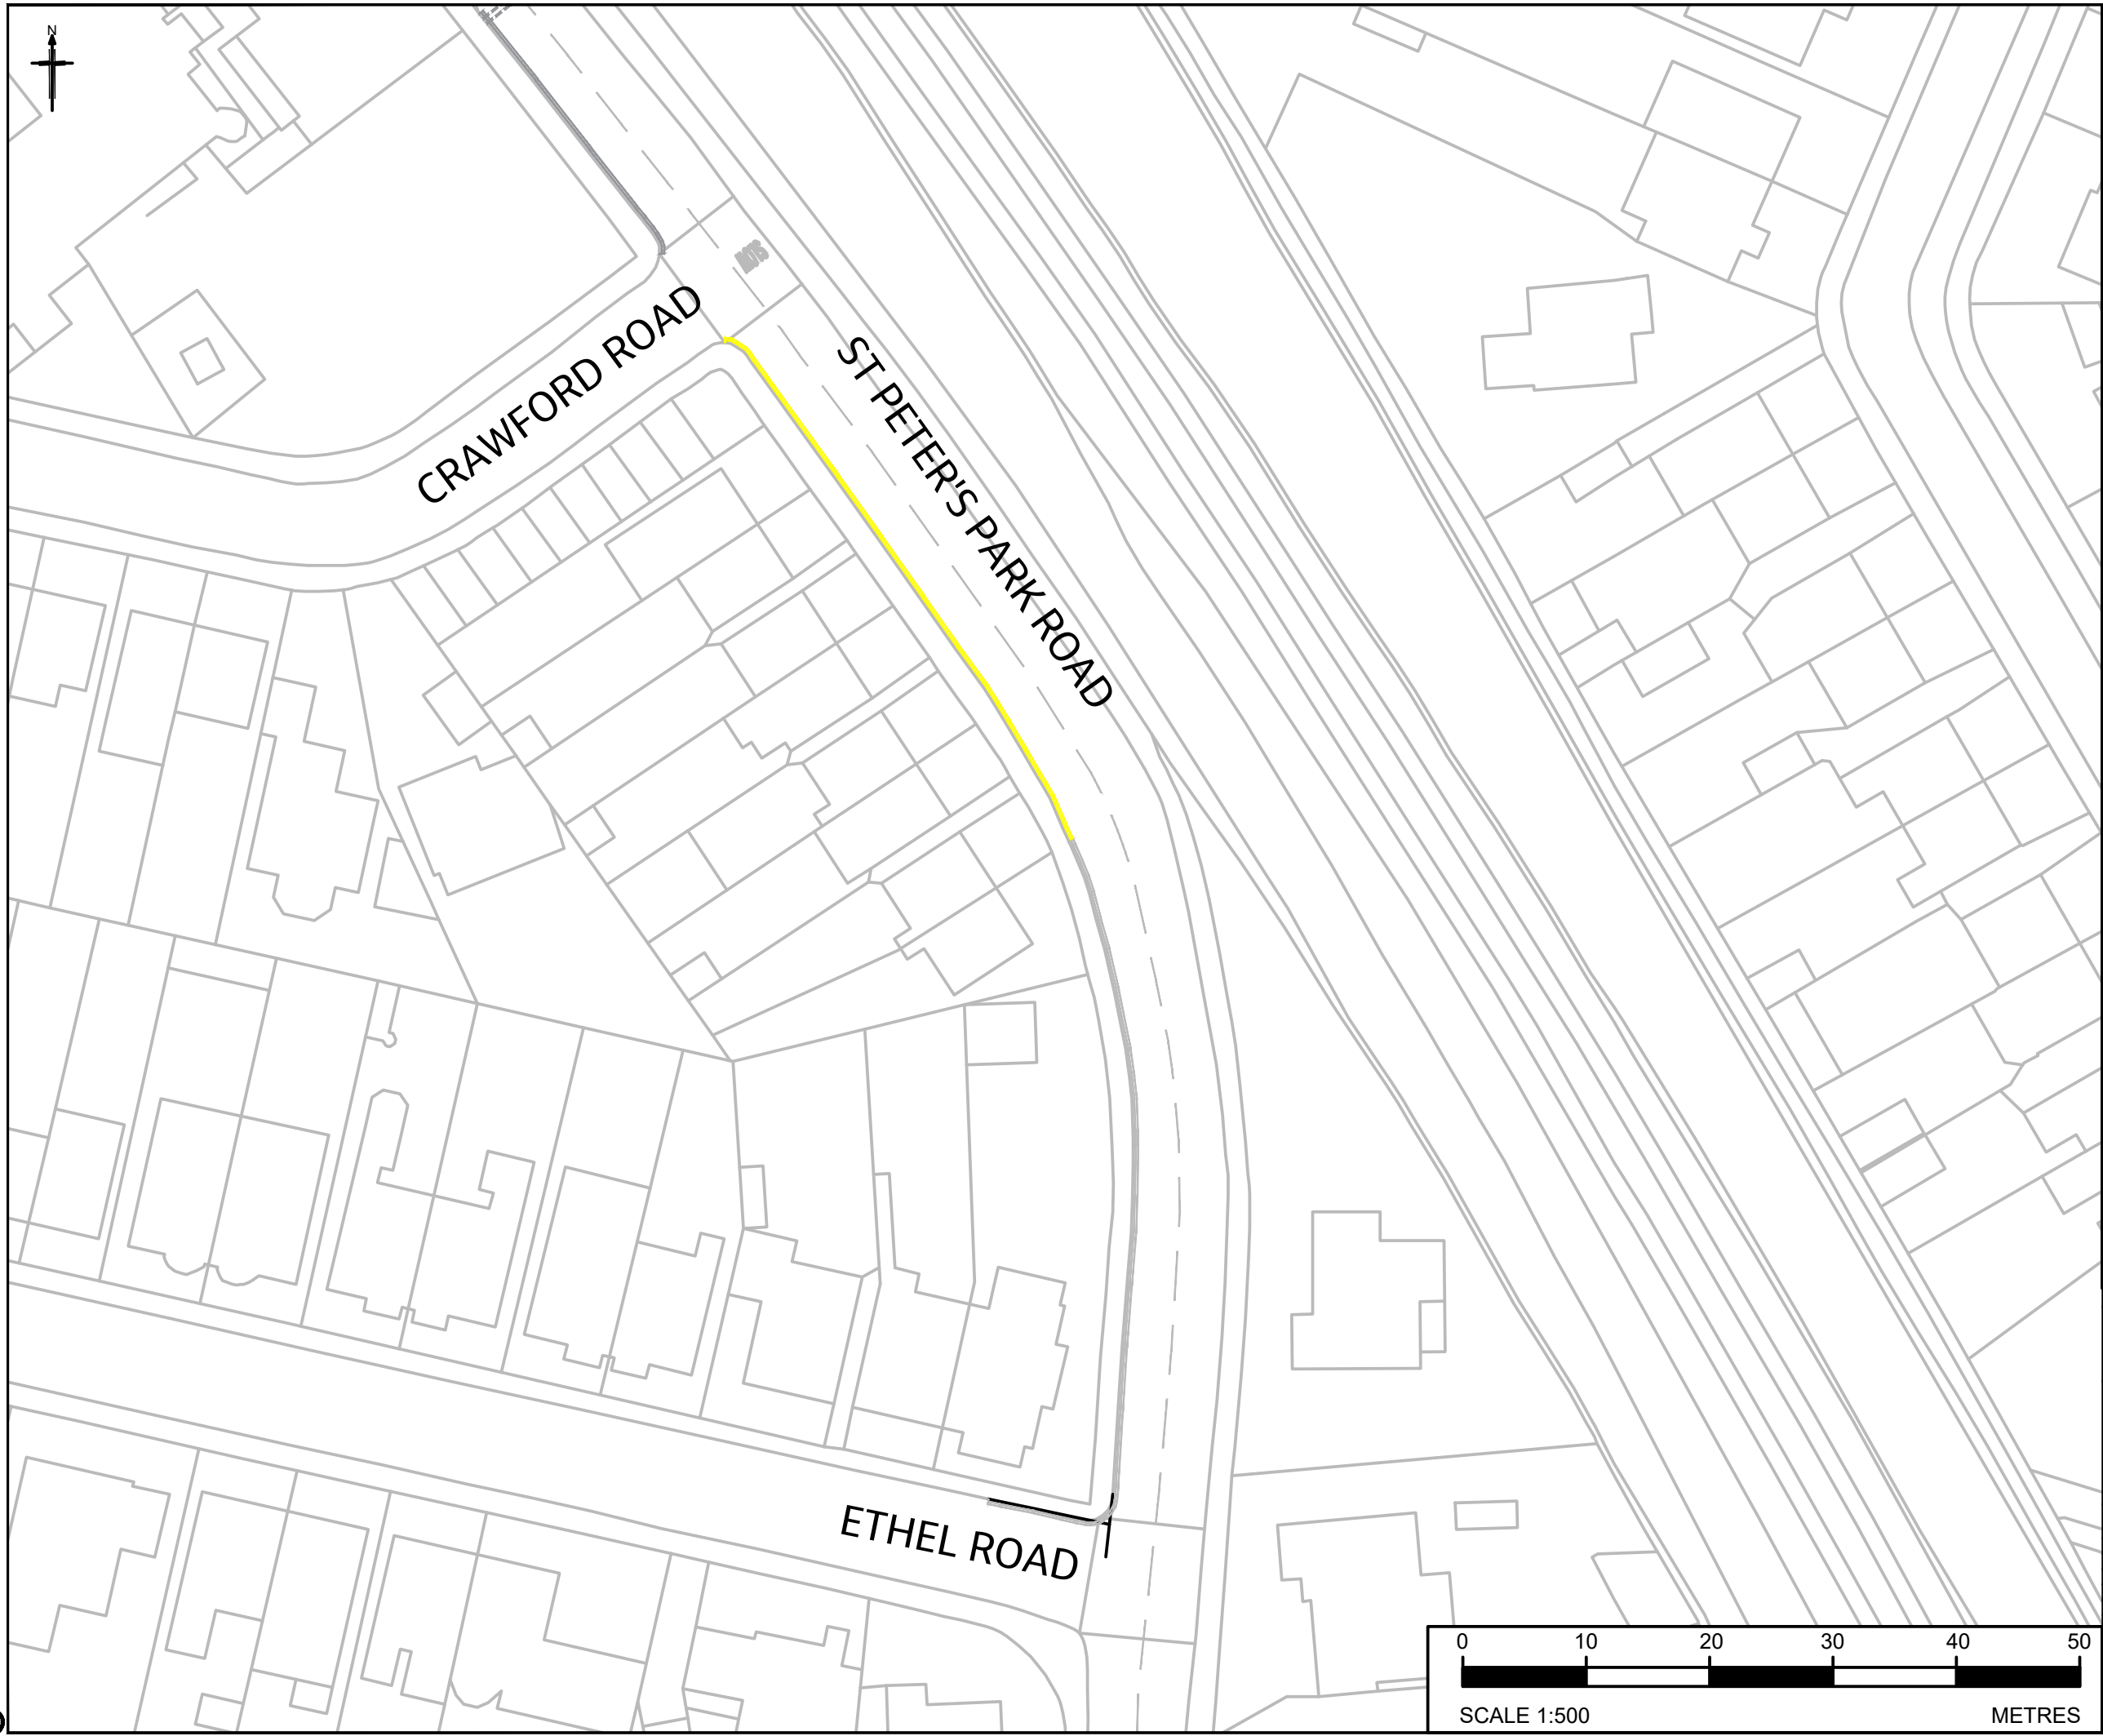 N
CRAWFORD ROAD
ST PETER'S PARK ROAD
ETHEL ROAD
0 10 20 30 40 50
SCALE 1:500 METRES